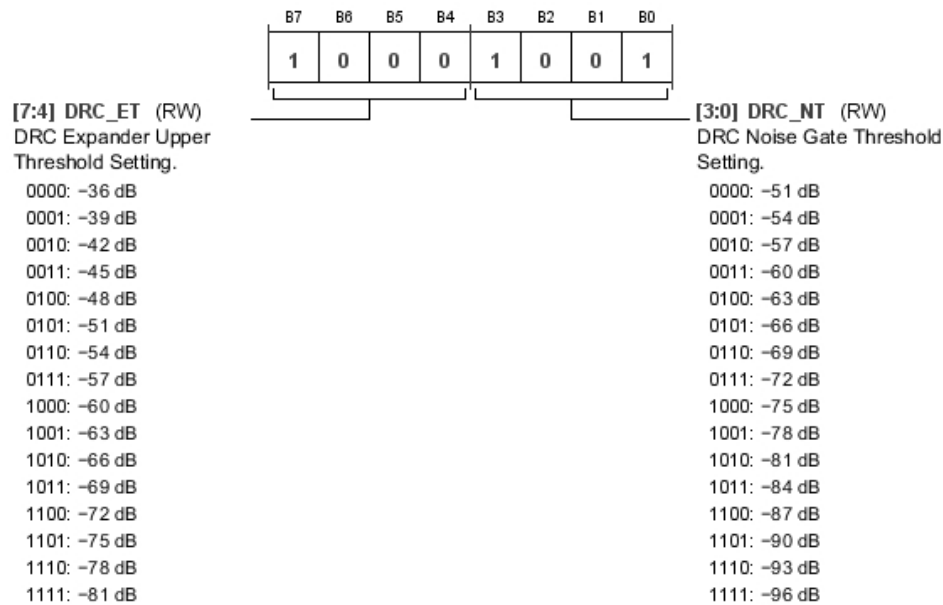 B7 B6 B5 B4 B3 B2 B1 B0
1 0 0 0 1 0 0 1
[7:4] DRC_ET (RW)
DRC Expander Upper
Threshold Setting.
0000: −36 dB
0001: −39 dB
0010: −42 dB
0011: −45 dB
0100: −48 dB
0101: −51 dB
0110: −54 dB
0111: −57 dB
1000: −60 dB
1001: −63 dB
1010: −66 dB
1011: −69 dB
1100: −72 dB
1101: −75 dB
1110: −78 dB
1111: −81 dB
[3:0] DRC_NT (RW)
DRC Noise Gate Threshold
Setting.
0000: −51 dB
0001: −54 dB
0010: −57 dB
0011: −60 dB
0100: −63 dB
0101: −66 dB
0110: −69 dB
0111: −72 dB
1000: −75 dB
1001: −78 dB
1010: −81 dB
1011: −84 dB
1100: −87 dB
1101: −90 dB
1110: −93 dB
1111: −96 dB